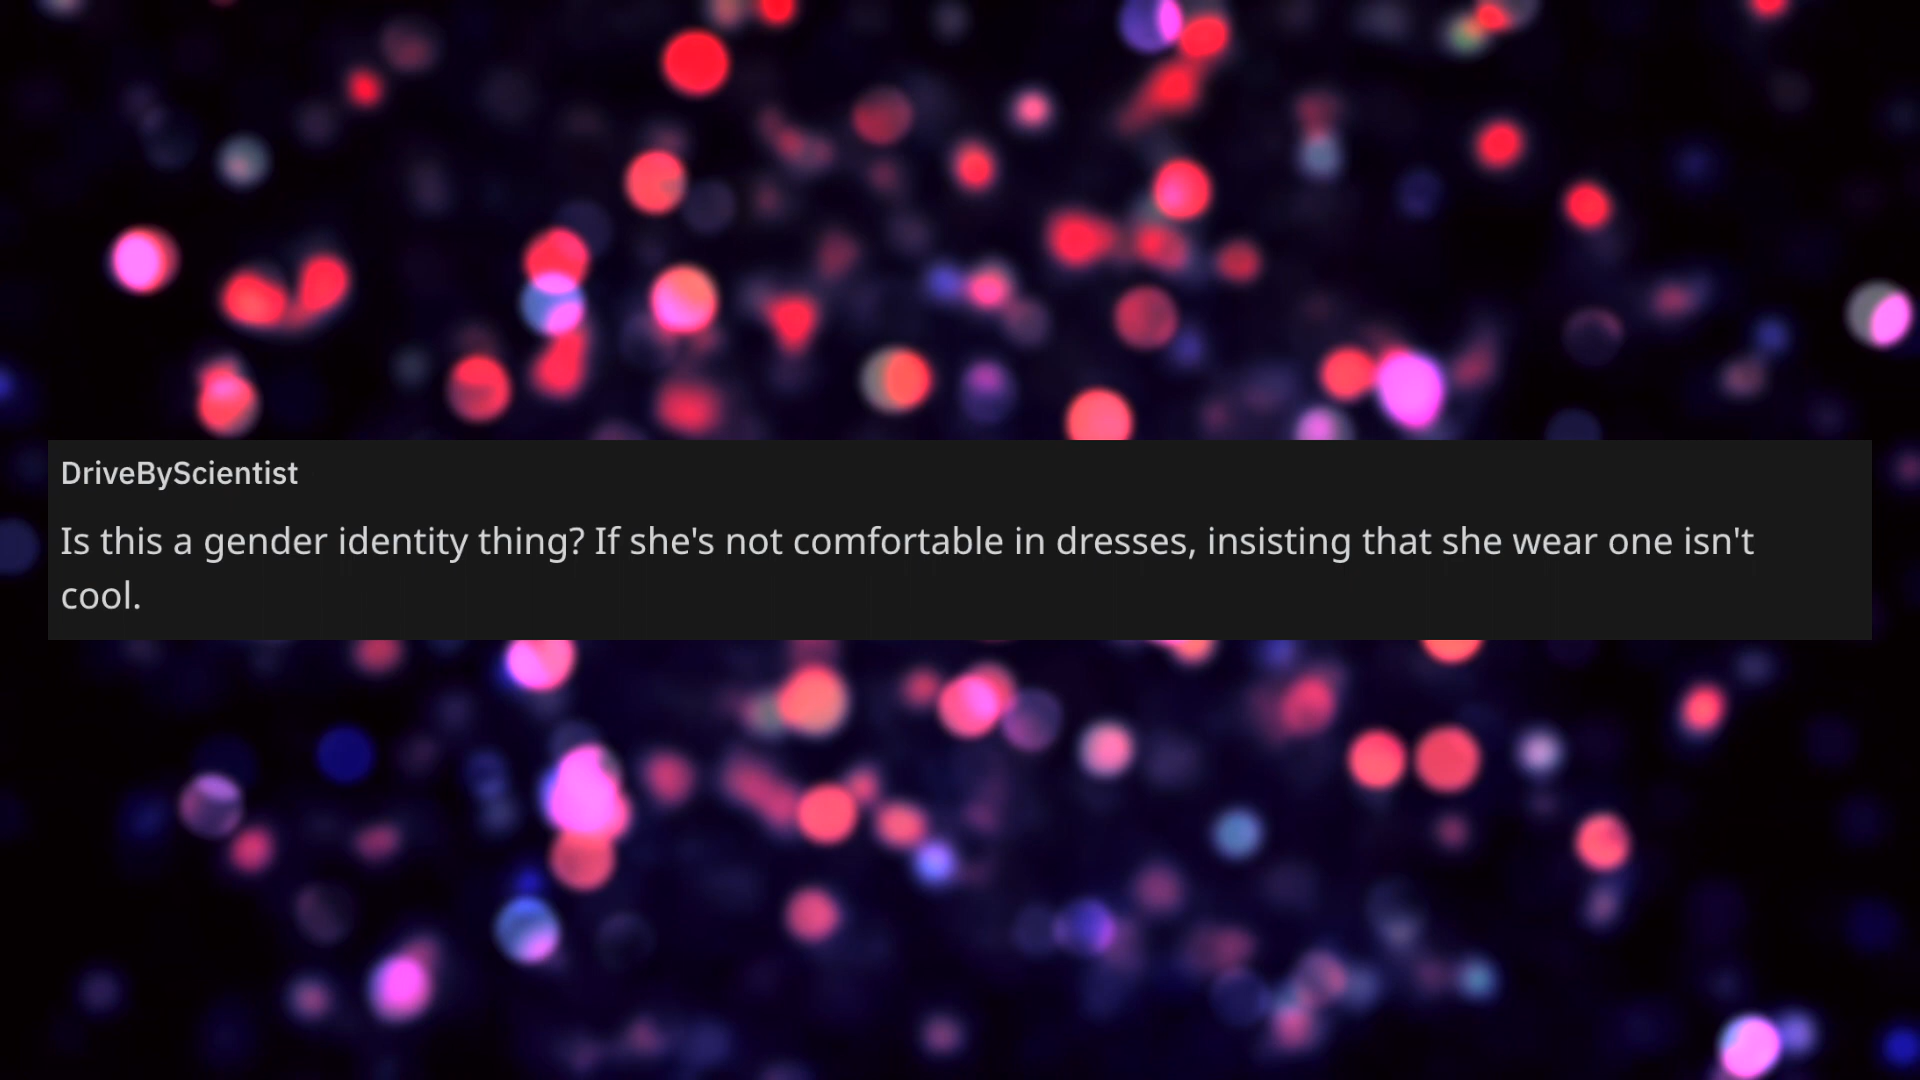 DriveByScientist
Is this a gender identity thing? If she's not comfortable in dresses, insisting that she wear one isn't
cool.